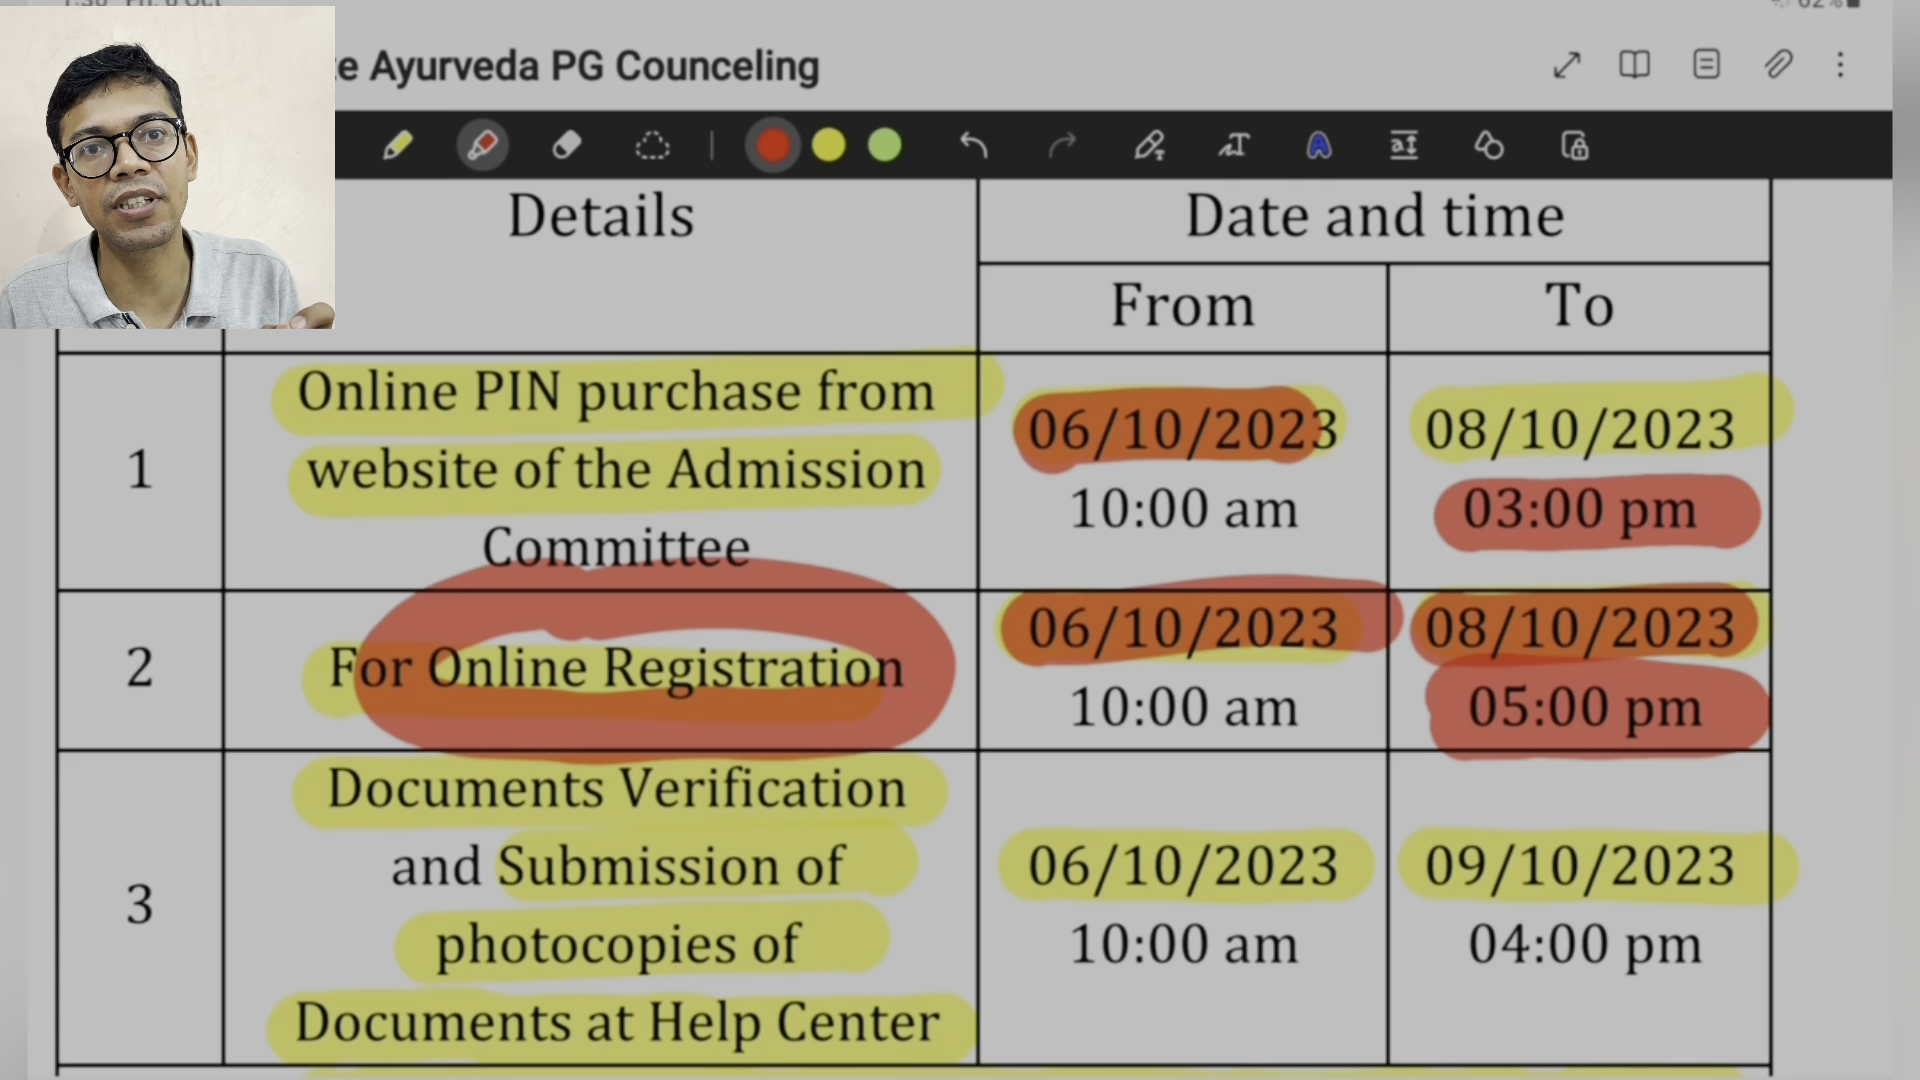 Ayurveda PG Counceling
Details
Date and time
From
To
1
Online PIN purchase from
website of the Admission
Committee
06/10/2023
10:00 am
08/10/2023
03:00 pm
2
For Online Registration
06/10/2023
10:00 am
08/10/2023
05:00 pm
3
Documents Verification
and Submission of
photocopies of
Documents at Help Center
06/10/2023
10:00 am
09/10/2023
04:00 pm